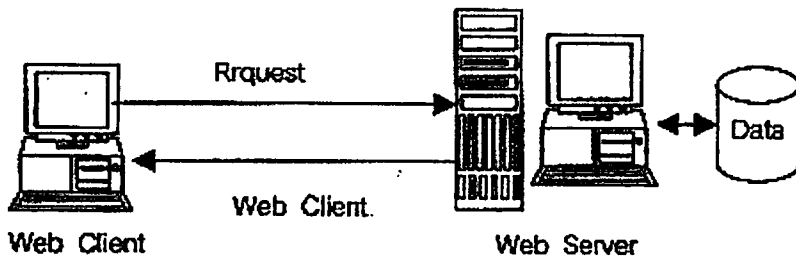 Rrquest
Data
Web Client.
Web Client
Web Server